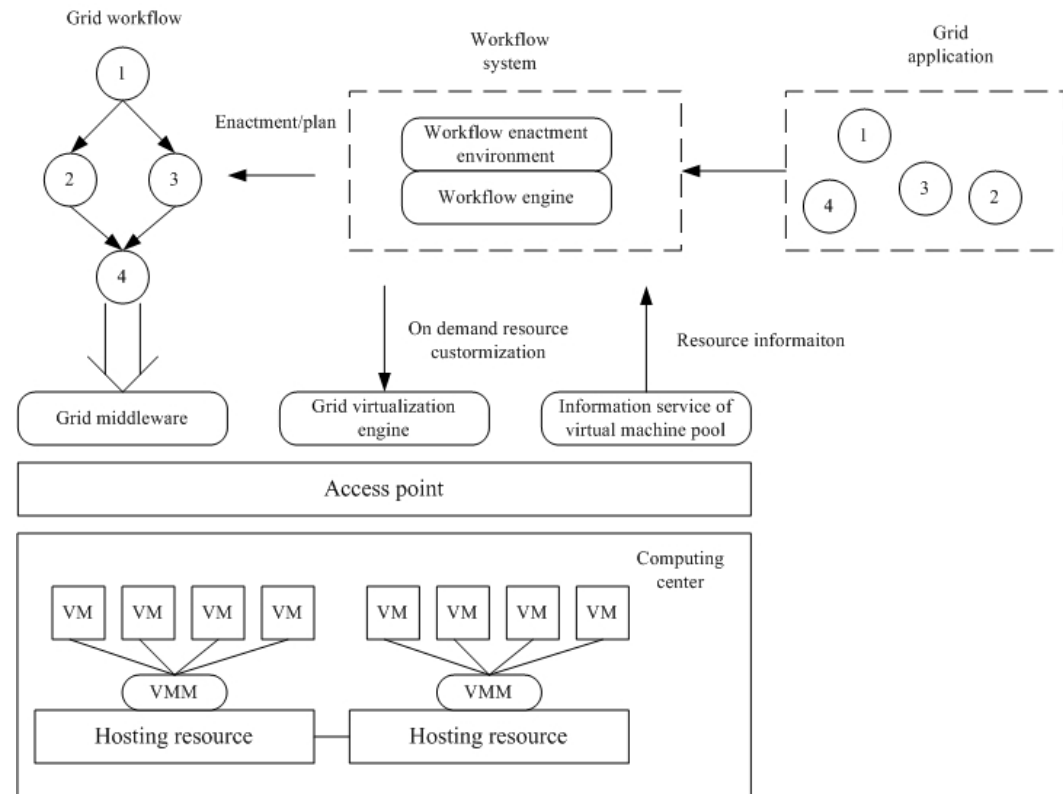 Grid workflow
1
2
3
4
Enactment/plan
Workflow
system
Workflow enactment
environment
Workflow engine
Grid
application
1
3
2
4
On demand resource
custormization
Resource informaiton
Grid middleware
Grid virtualization
engine
Information service of
virtual machine pool
Access point
Computing
center
VM VM VM VM
VM VM VM VM
VMM
VMM
Hosting resource
Hosting resource